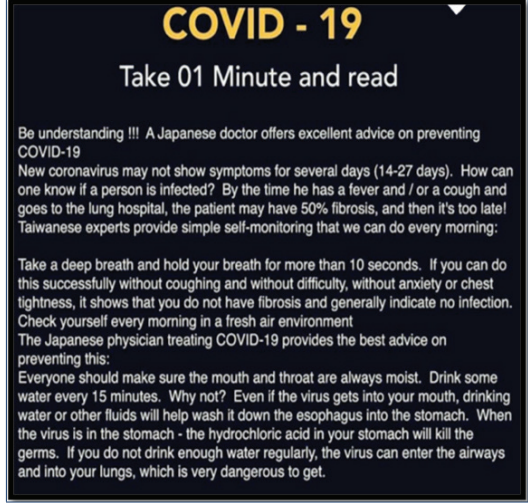 COVID - 19
Take 01 Minute and read
Be understanding !!! A Japanese doctor offers excellent advice on preventing
COVID-19
New coronavirus may not show symptoms for several days (14-27 days). How can
one know if a person is infected? By the time he has a fever and / or a cough and
goes to the lung hospital, the patient may have 50% fibrosis, and then it's too late!
Taiwanese experts provide simple self-monitoring that we can do every morning:
Take a deep breath and hold your breath for more than 10 seconds. If you can do
this successfully without coughing and without difficulty, without anxiety or chest
tightness, it shows that you do not have fibrosis and generally indicate no infection.
Check yourself every morning in a fresh air environment
The Japanese physician treating COVID-19 provides the best advice on
preventing this:
Everyone should make sure the mouth and throat are always moist. Drink some
water every 15 minutes. Why not? Even if the virus gets into your mouth, drinking
water or other fluids will help wash it down the esophagus into the stomach. When
the virus is in the stomach - the hydrochloric acid in your stomach will kill the
germs. If you do not drink enough water regularly, the virus can enter the airways
and into your lungs, which is very dangerous to get.